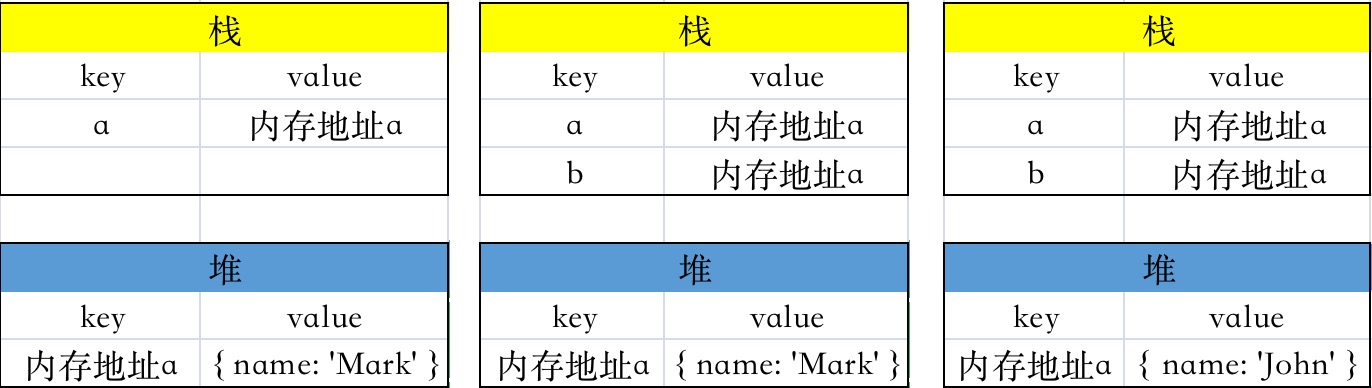 栈 栈 栈
key value key value key value
a 内存地址a a 内存地址a a 内存地址a
b 内存地址a b 内存地址a
堆 堆 堆
key value key value key value
内存地址a { name: 'Mark' } 内存地址a { name: 'Mark' } 内存地址a { name: 'John' }